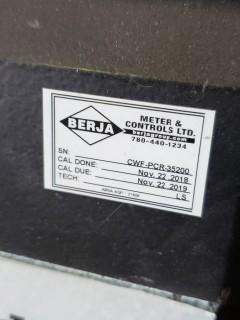 BERJA
METER &
CONTROLS LTD.
berjagroup.com
780-440-1234
SN: CWF-PCR-35200
CAL DONE: Nov. 22 .2018
CAL DUE: Nov. 22 .2019
TECH: LS